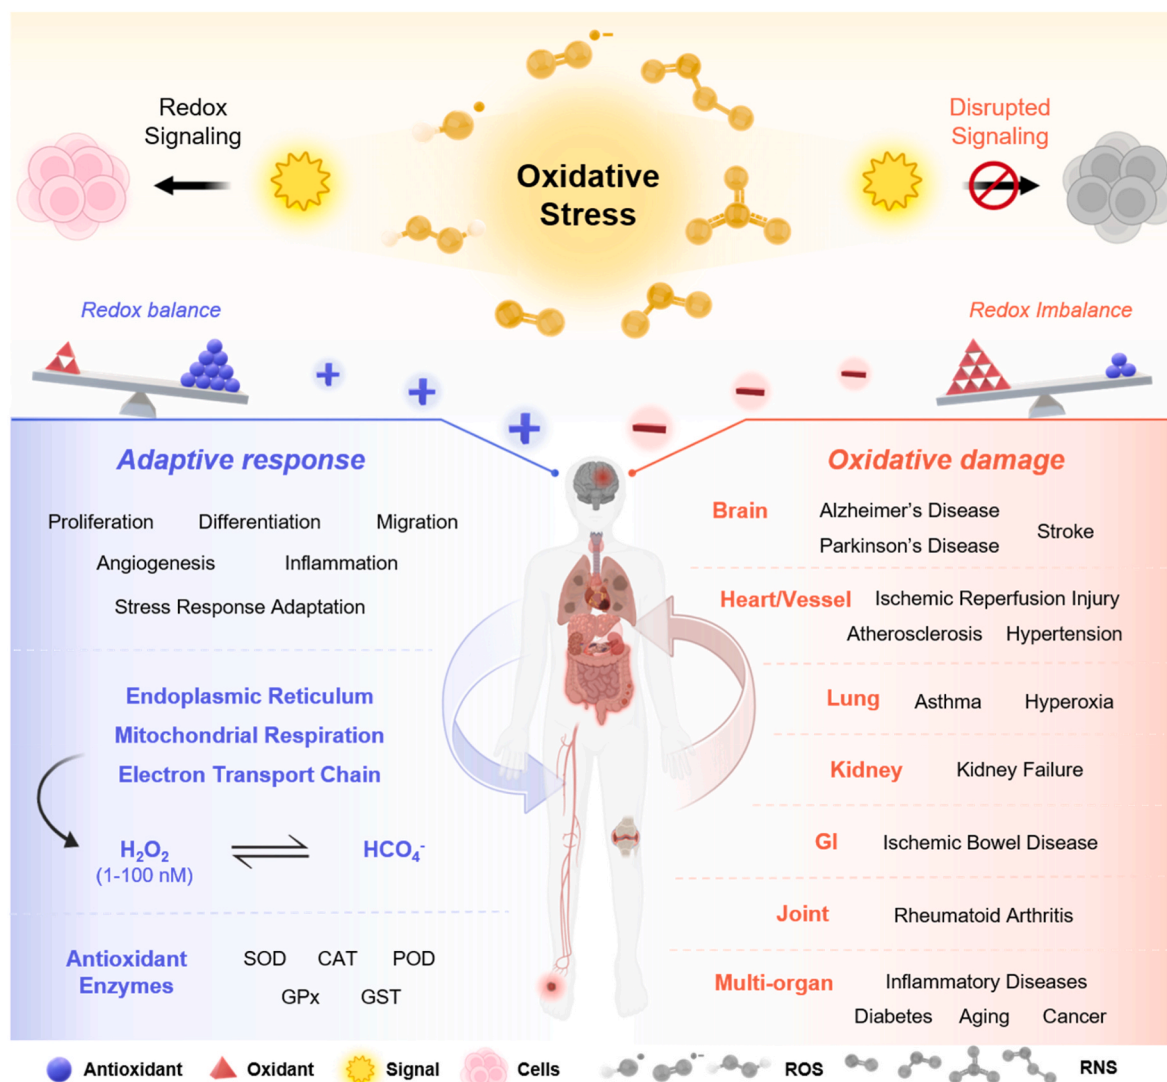 Redox
Signaling
Oxidative
Stress
Disrupted
Signaling
Redox balance
Redox Imbalance
Adaptive response
Proliferation Differentiation Migration
Angiogenesis Inflammation
Stress Response Adaptation
Endoplasmic Reticulum
Mitochondrial Respiration
Electron Transport Chain
H₂O₂ ⇌ HCO₄⁻
(1-100 nM)
Antioxidant
Enzymes
SOD CAT POD
GPx GST
Oxidative damage
Brain
Alzheimer's Disease
Parkinson's Disease
Stroke
Heart/Vessel Ischemic Reperfusion Injury
Atherosclerosis Hypertension
Lung Asthma Hyperoxia
Kidney Kidney Failure
GI Ischemic Bowel Disease
Joint Rheumatoid Arthritis
Multi-organ Inflammatory Diseases
Diabetes Aging Cancer
Antioxidant Oxidant Signal Cells ROS RNS